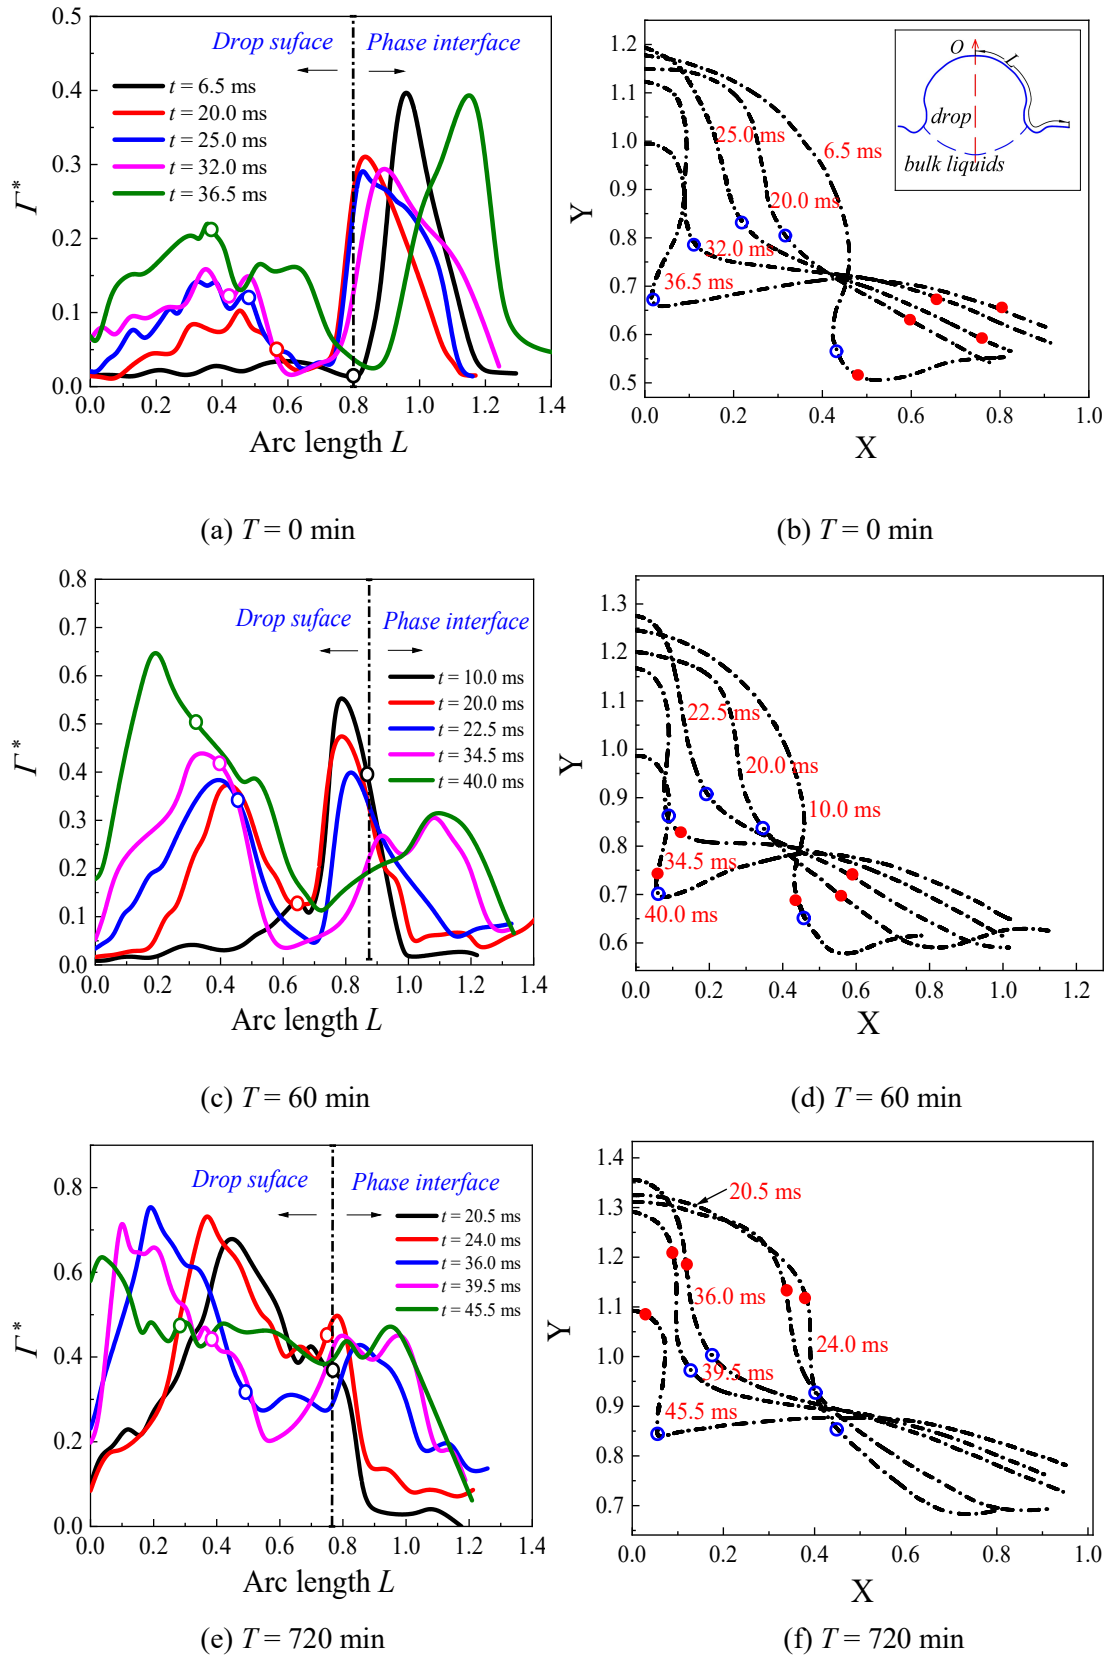 0.5
0.4
0.3
0.2
0.1
0.0
Γ*
Drop suface
Phase interface
t = 6.5 ms
t = 20.0 ms
t = 25.0 ms
t = 32.0 ms
t = 36.5 ms
0.0 0.2 0.4 0.6 0.8 1.0 1.2 1.4
Arc length L
(a) T = 0 min
1.2
1.1
1.0
0.9
0.8
0.7
0.6
0.5
Y
O
L
drop
bulk liquids
25.0 ms
6.5 ms
20.0 ms
32.0 ms
36.5 ms
0.0 0.2 0.4 0.6 0.8 1.0
X
(b) T = 0 min
0.8
0.7
0.6
0.5
0.4
0.3
0.2
0.1
0.0
Γ*
Drop suface
Phase interface
t = 10.0 ms
t = 20.0 ms
t = 22.5 ms
t = 34.5 ms
t = 40.0 ms
0.0 0.2 0.4 0.6 0.8 1.0 1.2 1.4
Arc length L
(c) T = 60 min
1.3
1.2
1.1
1.0
0.9
0.8
0.7
0.6
Y
22.5 ms
20.0 ms
10.0 ms
34.5 ms
40.0 ms
0.0 0.2 0.4 0.6 0.8 1.0 1.2
X
(d) T = 60 min
0.8
0.6
0.4
0.2
0.0
Γ*
Drop suface
Phase interface
t = 20.5 ms
t = 24.0 ms
t = 36.0 ms
t = 39.5 ms
t = 45.5 ms
0.0 0.2 0.4 0.6 0.8 1.0 1.2 1.4
Arc length L
(e) T = 720 min
1.4
1.3
1.2
1.1
1.0
0.9
0.8
0.7
Y
20.5 ms
36.0 ms
24.0 ms
39.5 ms
45.5 ms
0.0 0.2 0.4 0.6 0.8 1.0
X
(f) T = 720 min